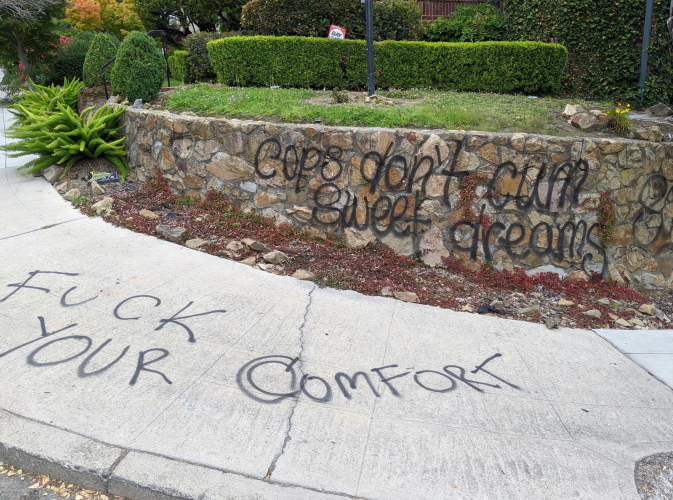 Cops don't cum
Sweet dreams
FUCK
YOUR COMFORT